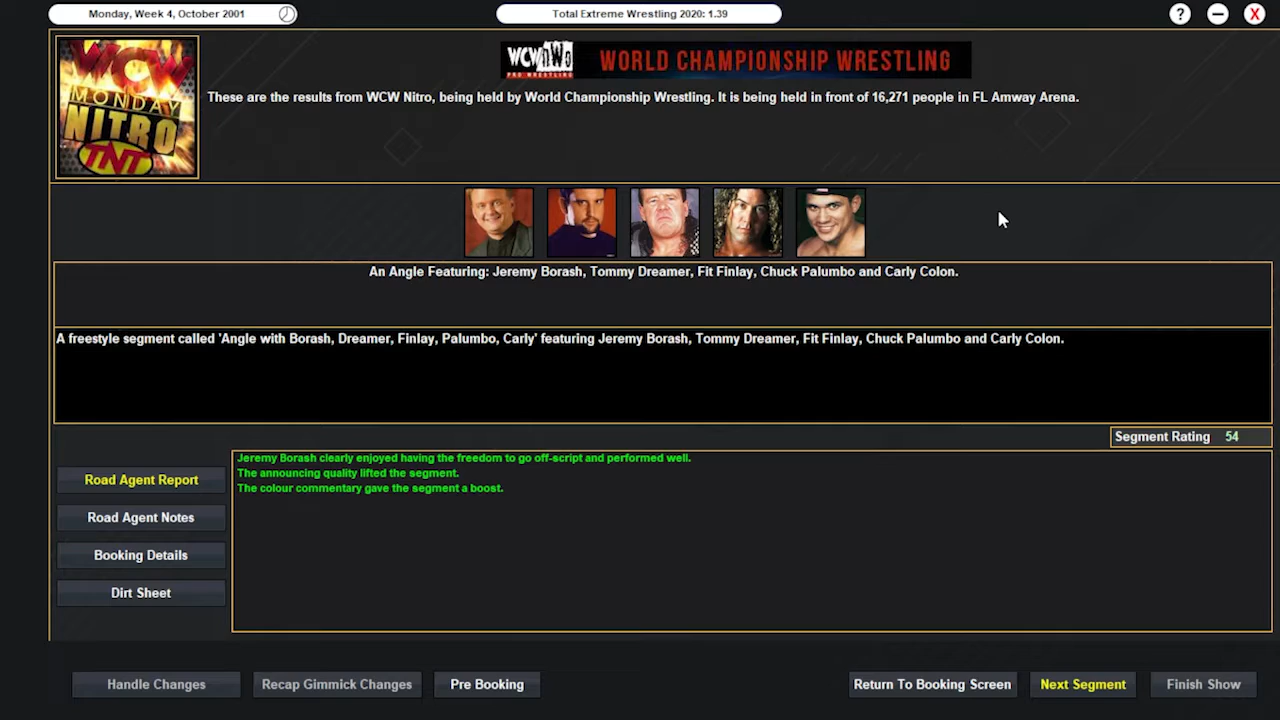 Monday, Week 4, October 2001
Total Extreme Wrestling 2020: 1.39
?
X
WCW
MONDAY
NITRO
TNT
WCW/nWo
PRO WRESTLING
WORLD CHAMPIONSHIP WRESTLING
These are the results from WCW Nitro, being held by World Championship Wrestling. It is being held in front of 16,271 people in FL Amway Arena.
An Angle Featuring: Jeremy Borash, Tommy Dreamer, Fit Finlay, Chuck Palumbo and Carly Colon.
A freestyle segment called 'Angle with Borash, Dreamer, Finlay, Palumbo, Carly' featuring Jeremy Borash, Tommy Dreamer, Fit Finlay, Chuck Palumbo and Carly Colon.
Segment Rating 54
Jeremy Borash clearly enjoyed having the freedom to go off-script and performed well.
The announcing quality lifted the segment.
The colour commentary gave the segment a boost.
Road Agent Report
Road Agent Notes
Booking Details
Dirt Sheet
Handle Changes
Recap Gimmick Changes
Pre Booking
Return To Booking Screen
Next Segment
Finish Show